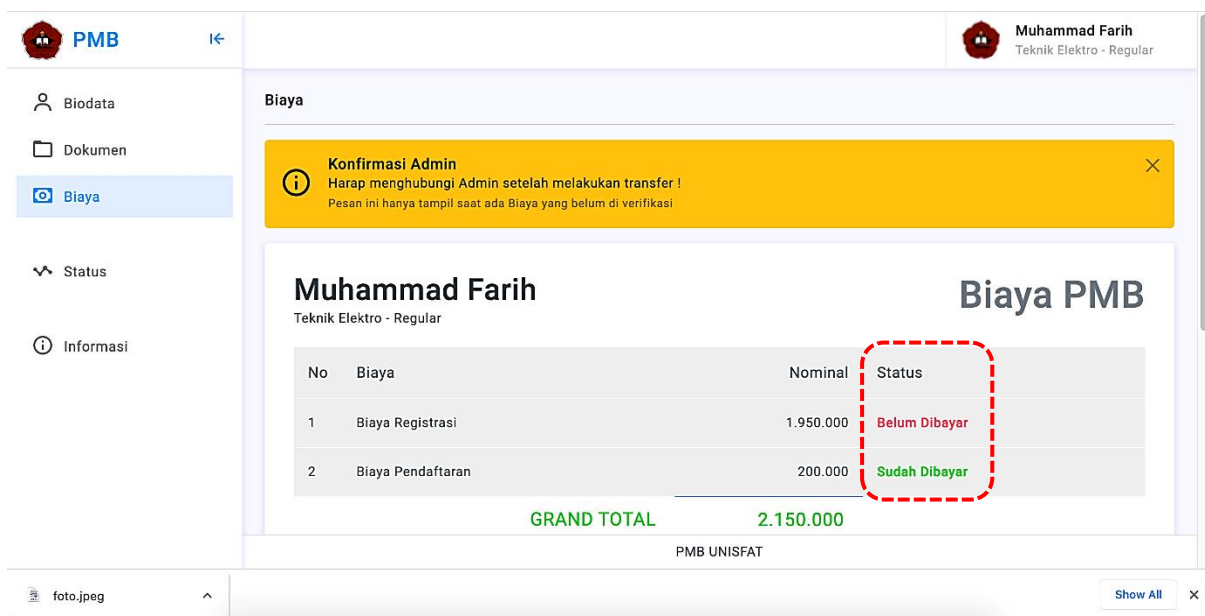 PMB
Muhammad Farih
Teknik Elektro - Regular
Biodata
Dokumen
Biaya
Status
Informasi
Biaya
Konfirmasi Admin
Harap menghubungi Admin setelah melakukan transfer !
Pesan ini hanya tampil saat ada Biaya yang belum di verifikasi
Muhammad Farih
Teknik Elektro - Regular
Biaya PMB
No Biaya Nominal Status
1 Biaya Registrasi 1.950.000 Belum Dibayar
2 Biaya Pendaftaran 200.000 Sudah Dibayar
GRAND TOTAL 2.150.000
PMB UNISFAT
foto.jpeg
Show All